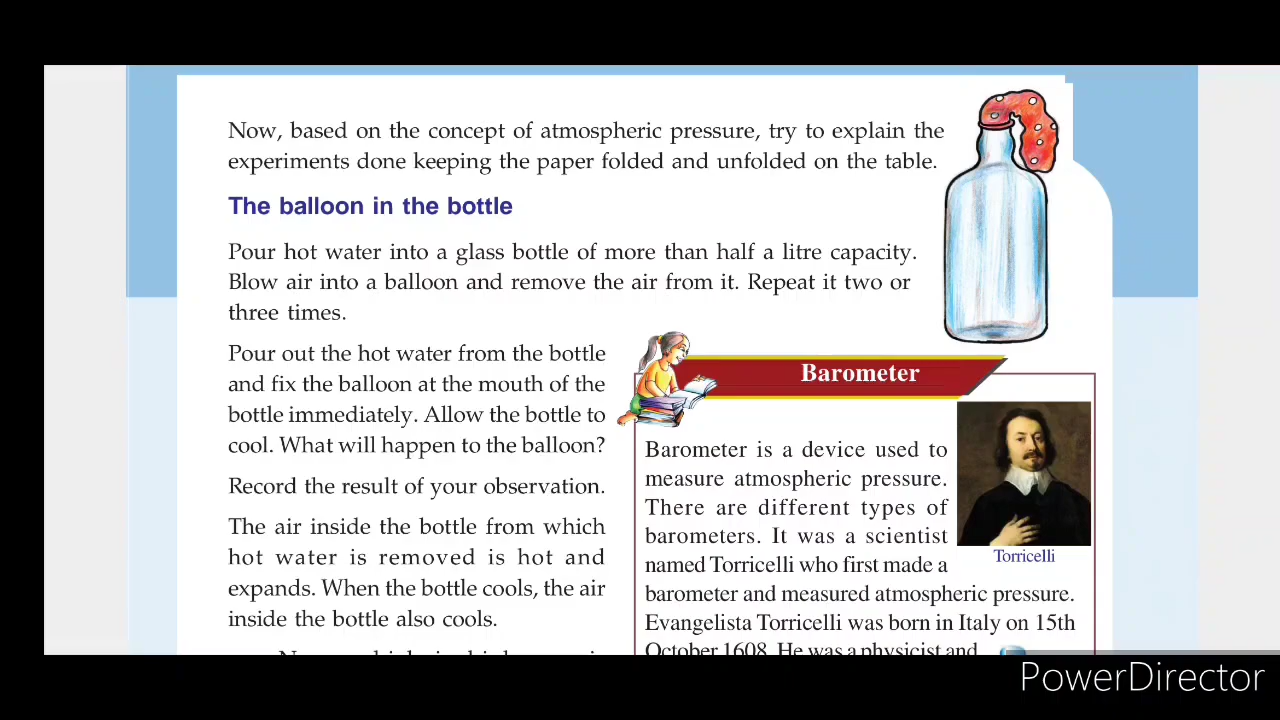 Now, based on the concept of atmospheric pressure, try to explain the
experiments done keeping the paper folded and unfolded on the table.
The balloon in the bottle
Pour hot water into a glass bottle of more than half a litre capacity.
Blow air into a balloon and remove the air from it. Repeat it two or
three times.
Pour out the hot water from the bottle
and fix the balloon at the mouth of the
bottle immediately. Allow the bottle to
cool. What will happen to the balloon?
Record the result of your observation.
The air inside the bottle from which
hot water is removed is hot and
expands. When the bottle cools, the air
inside the bottle also cools.
Barometer
Barometer is a device used to
measure atmospheric pressure.
There are different types of
barometers. It was a scientist
named Torricelli who first made a
barometer and measured atmospheric pressure.
Evangelista Torricelli was born in Italy on 15th
October 1608. He was a physicist and
Torricelli
PowerDirector